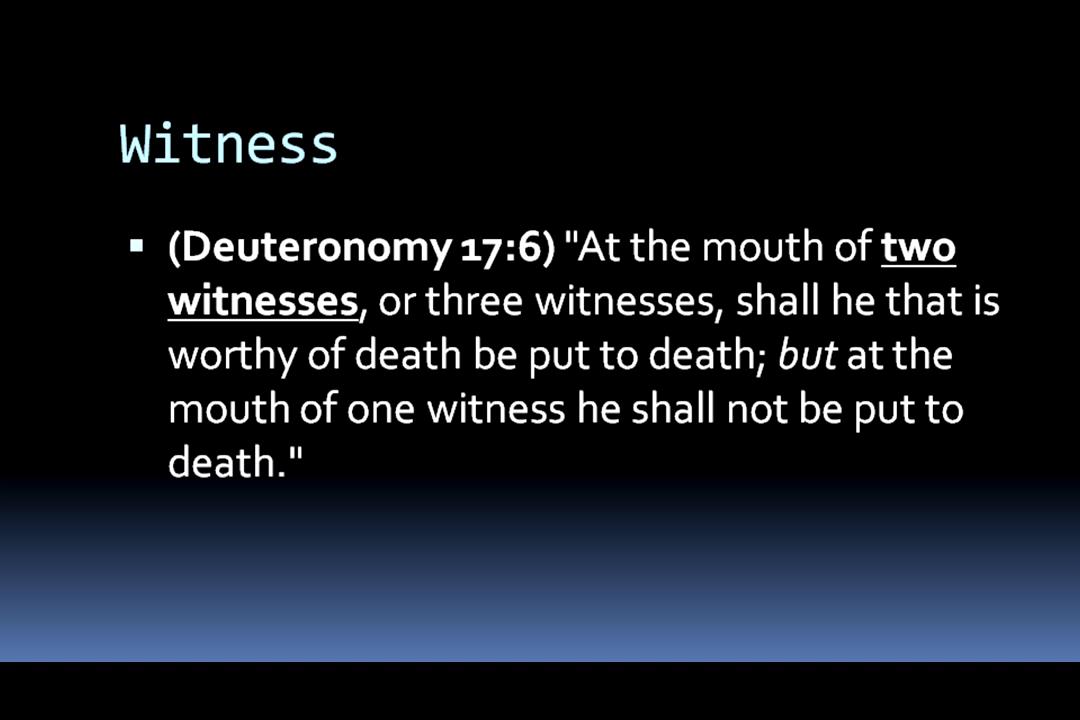 Witness
(Deuteronomy 17:6) "At the mouth of two
witnesses, or three witnesses, shall he that is
worthy of death be put to death; but at the
mouth of one witness he shall not be put to
death."